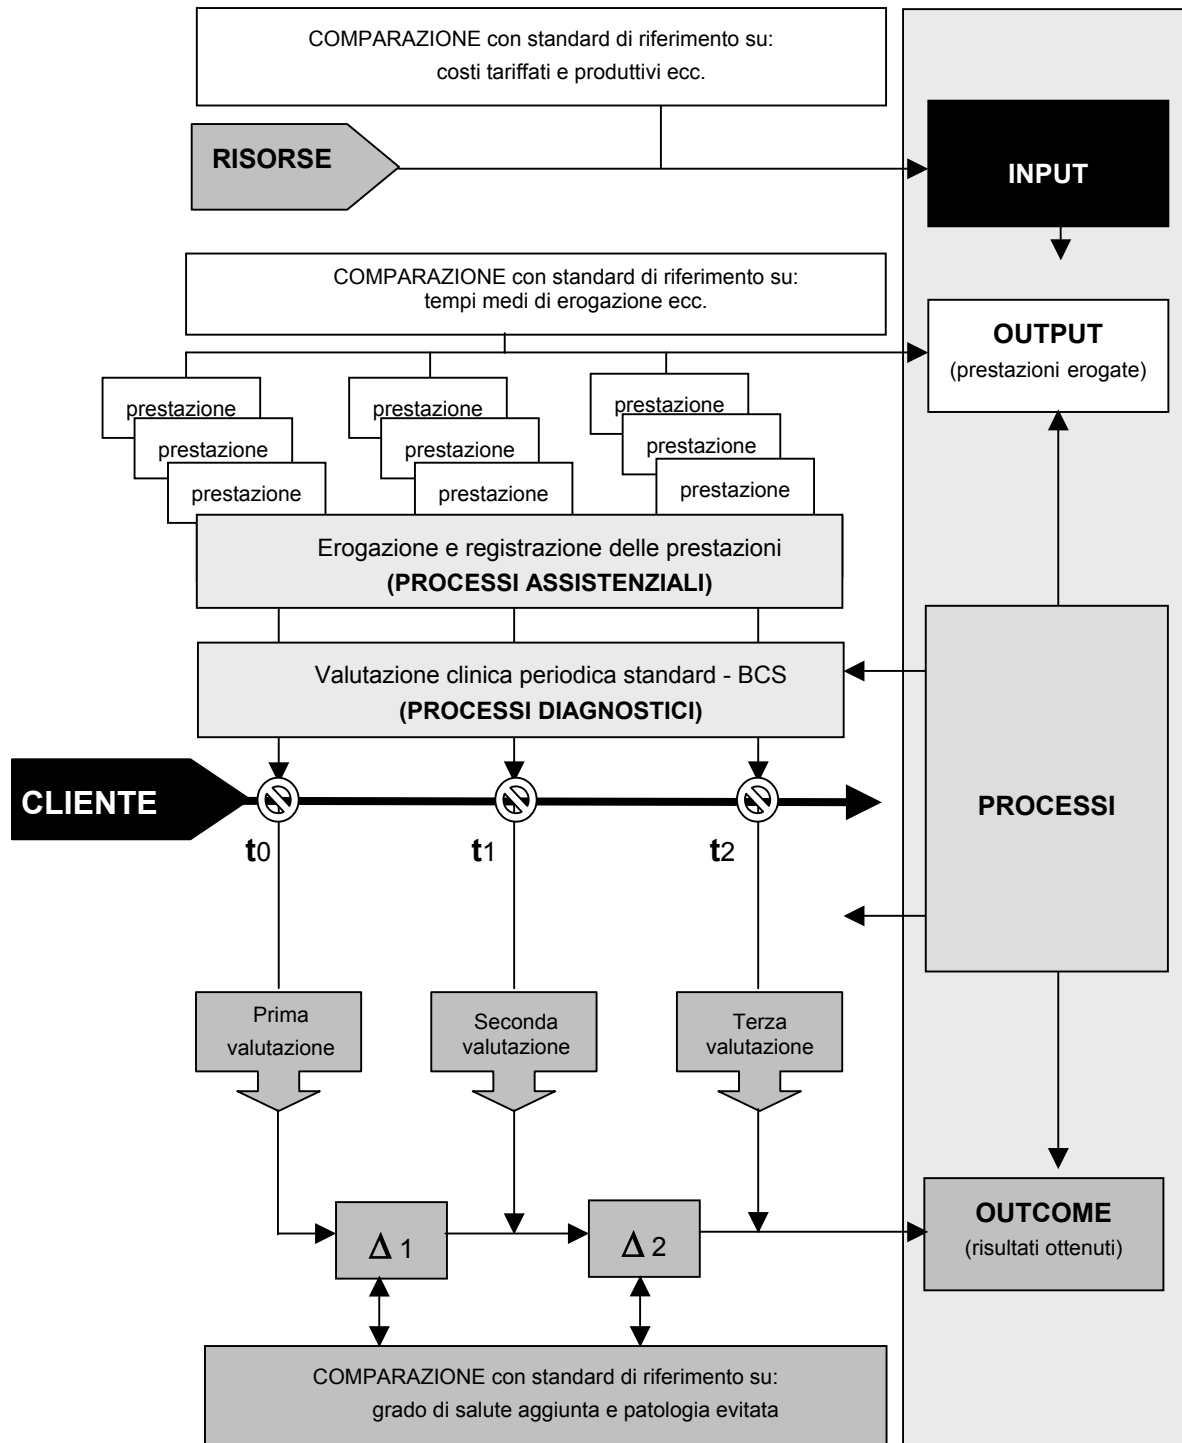 COMPARAZIONE con standard di riferimento su:
costi tariffati e produttivi ecc.
RISORSE
INPUT
COMPARAZIONE con standard di riferimento su:
tempi medi di erogazione ecc.
OUTPUT
(prestazioni erogate)
prestazione
prestazione
prestazione
prestazione
prestazione
prestazione
prestazione
prestazione
prestazione
Erogazione e registrazione delle prestazioni
(PROCESSI ASSISTENZIALI)
Valutazione clinica periodica standard - BCS
(PROCESSI DIAGNOSTICI)
CLIENTE
PROCESSI
t0
t1
t2
Prima
valutazione
Seconda
valutazione
Terza
valutazione
Δ 1
Δ 2
OUTCOME
(risultati ottenuti)
COMPARAZIONE con standard di riferimento su:
grado di salute aggiunta e patologia evitata